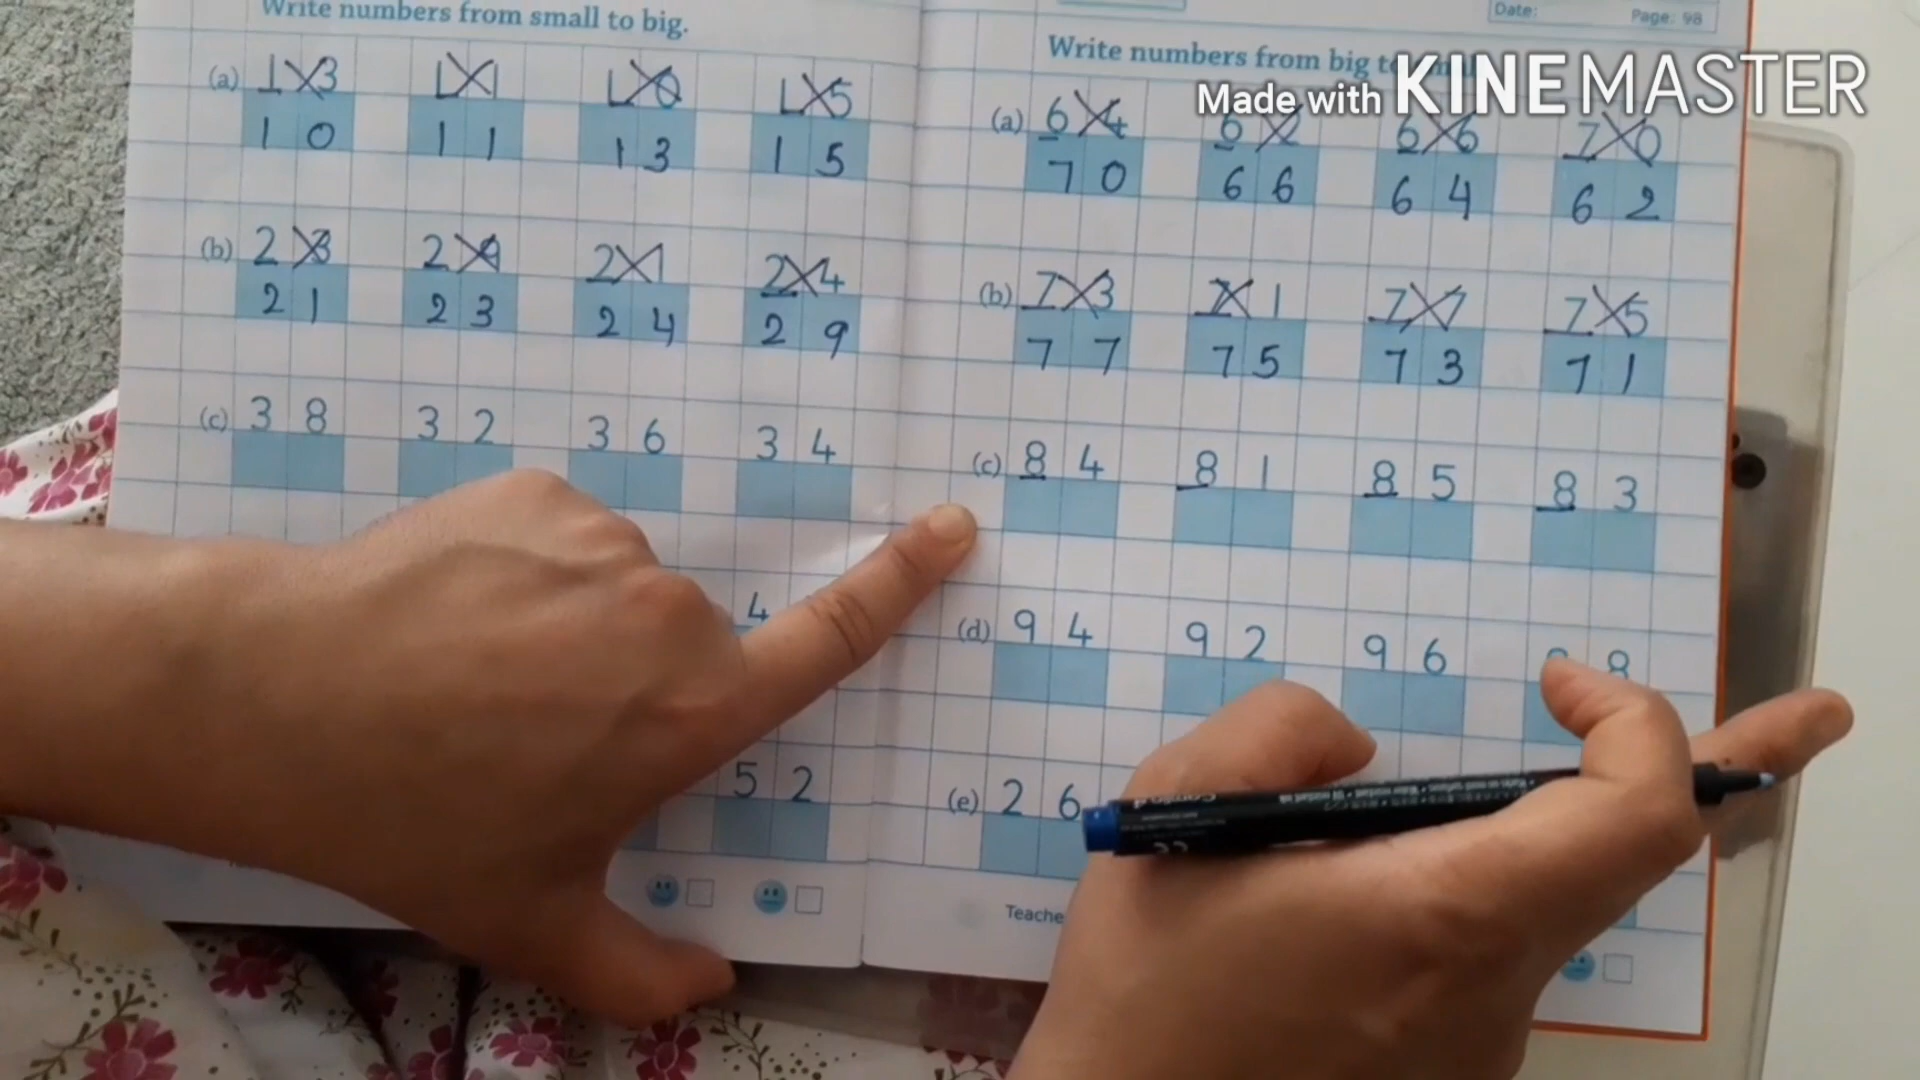 Write numbers from small to big.
(a) 13 11 10 15
10 11 13 15
(b) 23 29 21 24
21 23 24 29
(c) 38 32 36 34
4
52
Date: Page: 98
Write numbers from big to
Made with KINEMASTER
(a) 64 62 66 70
70 66 64 62
(b) 73 71 77 75
77 75 73 71
(c) 84 81 85 83
(d) 94 92 96 8
(e) 26
Teache